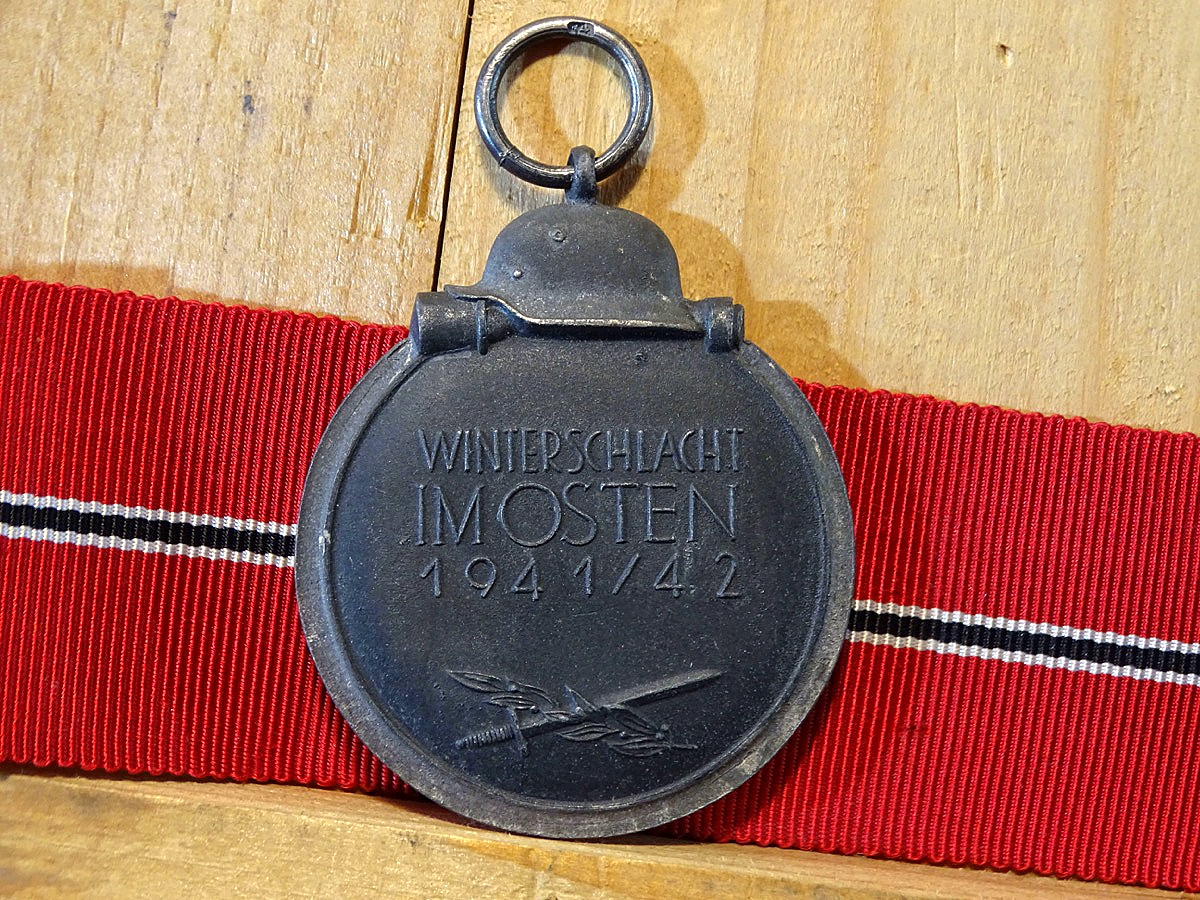 WINTERSCHLACHT
IM OSTEN
1941/42